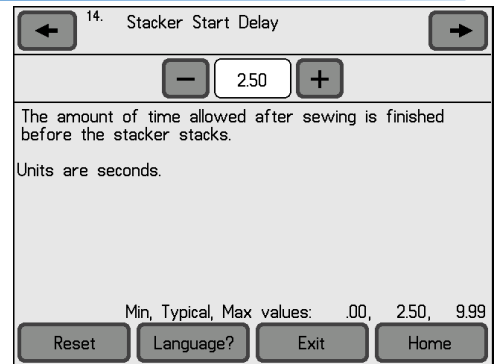 14. Stacker Start Delay
− 2.50 +
The amount of time allowed after sewing is finished
before the stacker stacks.
Units are seconds.
Min, Typical, Max values: .00, 2.50, 9.99
Reset Language? Exit Home